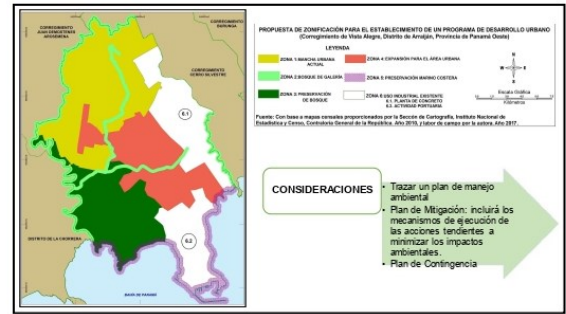 CORREGIMIENTO
JUAN DEMÓSTENES
AROSEMENA
CORREGIMIENTO
BURUNGA
CORREGIMIENTO
CERRO SILVESTRE
6.1
6.2
DISTRITO DE LA CHORRERA
BAHÍA DE PANAMÁ
PROPUESTA DE ZONIFICACIÓN PARA EL ESTABLECIMIENTO DE UN PROGRAMA DE DESARROLLO URBANO
(Corregimiento de Vista Alegre, Distrito de Arraiján, Provincia de Panamá Oeste)
LEYENDA
ZONA 1: MANCHA URBANA
ACTUAL
ZONA 2: BOSQUE DE GALERÍA
ZONA 3: PRESERVACIÓN
DE BOSQUE
ZONA 4: EXPANSIÓN PARA EL ÁREA URBANA
ZONA 5: PRESERVACIÓN MARINO COSTERA
ZONA 6: USO INDUSTRIAL EXISTENTE
6.1. PLANTA DE CONCRETO
6.2. ACTIVIDAD PORTUARIA
N
Escala Gráfica
Kilómetros
Fuente: Con base a mapas censales proporcionados por la Sección de Cartografía, Instituto Nacional de
Estadística y Censo, Contraloría General de la República. Año 2010, y labor de campo por la autora. Año 2017.
CONSIDERACIONES
• Trazar un plan de manejo
ambiental
• Plan de Mitigación: incluirá los
mecanismos de ejecución de
las acciones tendientes a
minimizar los impactos
ambientales.
• Plan de Contingencia